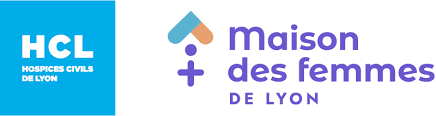 HCL
HOSPICES CIVILS
DE LYON
Maison
des femmes
DE LYON